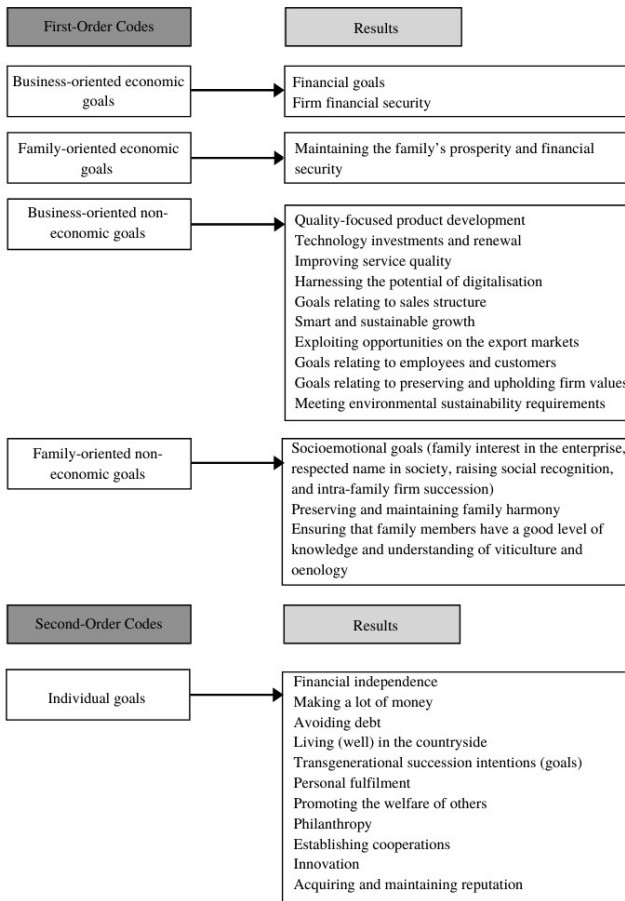 First-Order Codes
Results
Business-oriented economic
goals
Financial goals
Firm financial security
Family-oriented economic
goals
Maintaining the family's prosperity and financial
security
Business-oriented non-
economic goals
Quality-focused product development
Technology investments and renewal
Improving service quality
Harnessing the potential of digitalisation
Goals relating to sales structure
Smart and sustainable growth
Exploiting opportunities on the export markets
Goals relating to employees and customers
Goals relating to preserving and upholding firm values
Meeting environmental sustainability requirements
Family-oriented non-
economic goals
Socioemotional goals (family interest in the enterprise,
respected name in society, raising social recognition,
and intra-family firm succession)
Preserving and maintaining family harmony
Ensuring that family members have a good level of
knowledge and understanding of viticulture and
oenology
Second-Order Codes
Results
Individual goals
Financial independence
Making a lot of money
Avoiding debt
Living (well) in the countryside
Transgenerational succession intentions (goals)
Personal fulfilment
Promoting the welfare of others
Philanthropy
Establishing cooperations
Innovation
Acquiring and maintaining reputation